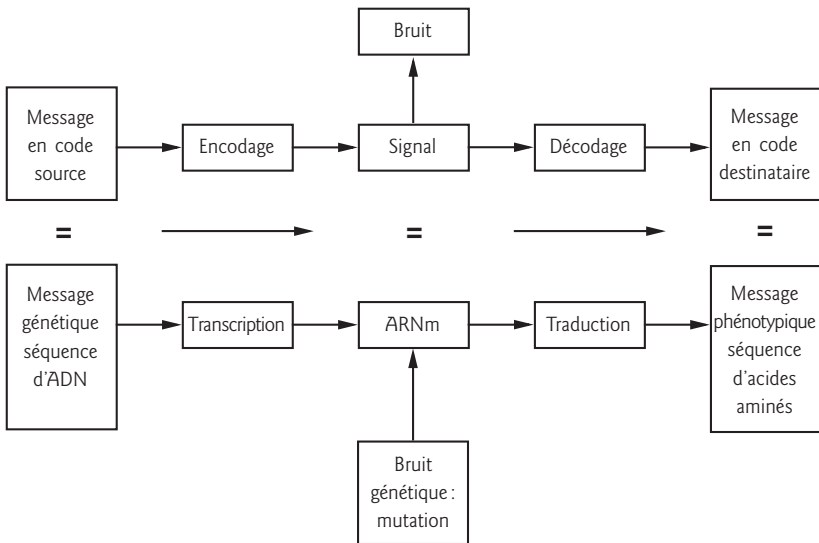 Bruit
Message
en code
source
Encodage
Signal
Décodage
Message
en code
destinataire
=
=
=
Message
génétique
séquence
d'ADN
Transcription
ARNm
Traduction
Message
phénotypique
séquence
d'acides
aminés
Bruit
génétique :
mutation